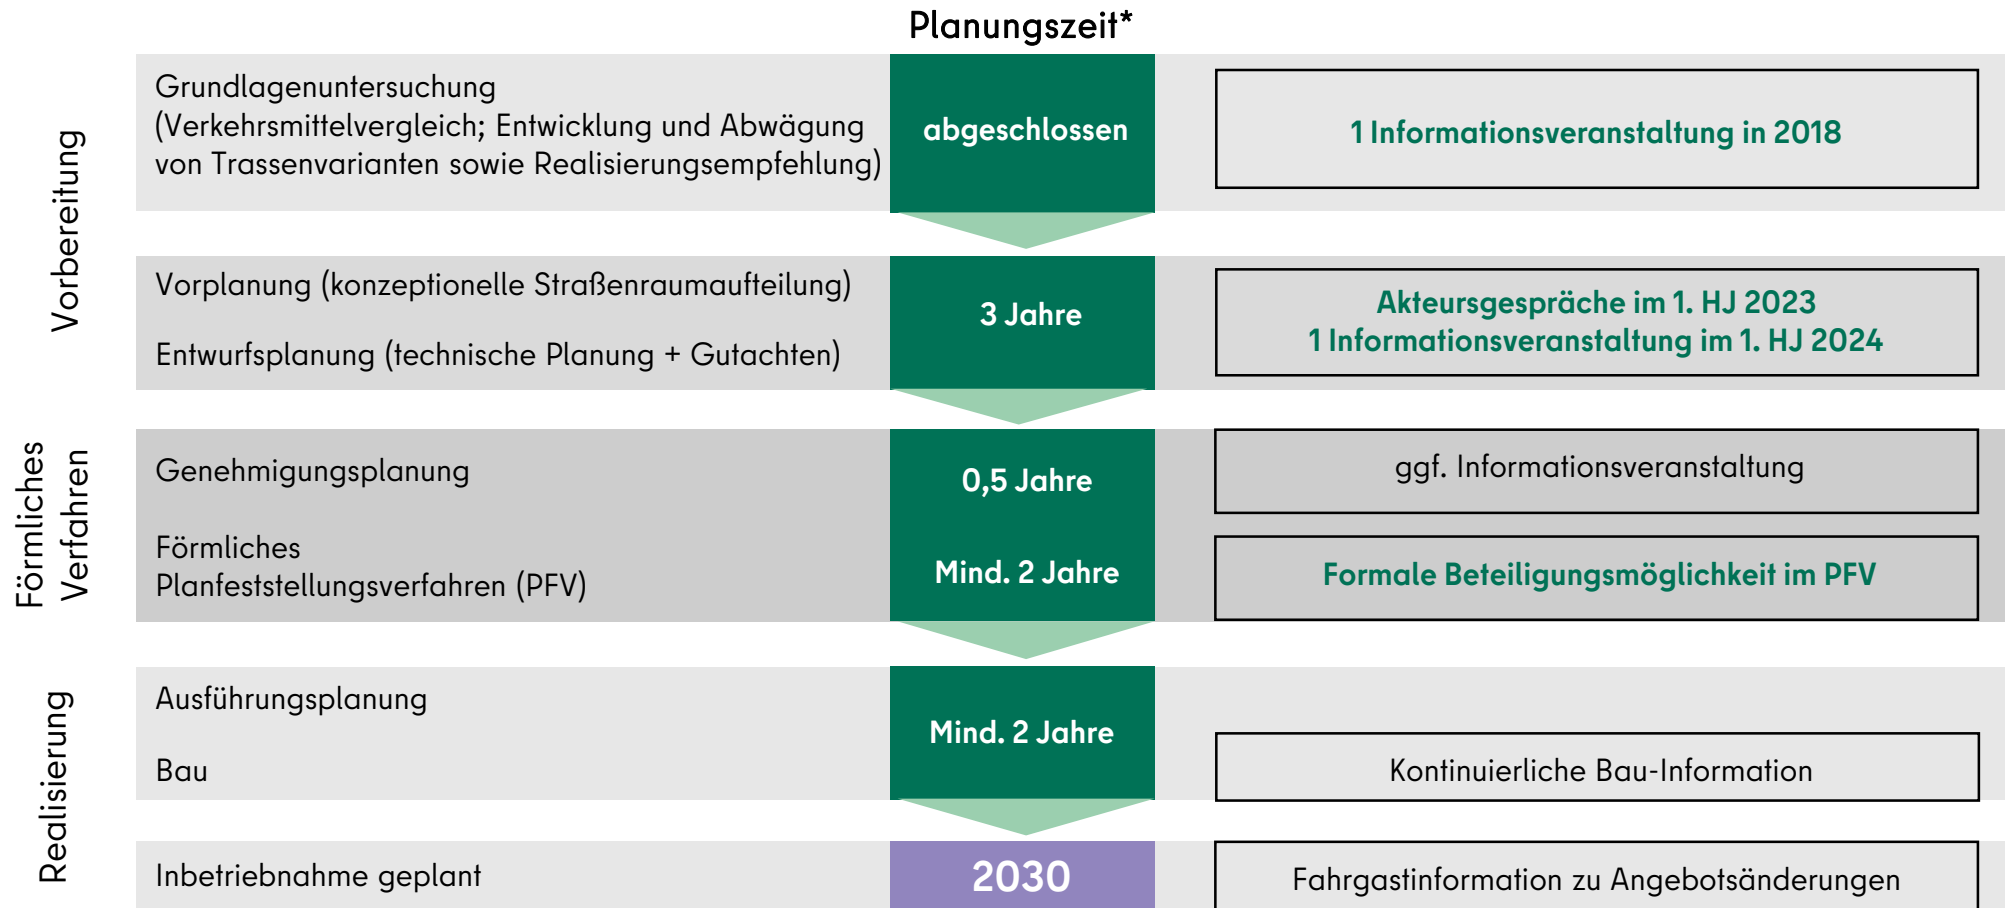 Planungszeit*
Vorbereitung
Grundlagenuntersuchung
(Verkehrsmittelvergleich; Entwicklung und Abwägung
von Trassenvarianten sowie Realisierungsempfehlung)
abgeschlossen
1 Informationsveranstaltung in 2018
Vorplanung (konzeptionelle Straßenraumaufteilung)
Entwurfsplanung (technische Planung + Gutachten)
3 Jahre
Akteursgespräche im 1. HJ 2023
1 Informationsveranstaltung im 1. HJ 2024
Förmliches
Verfahren
Genehmigungsplanung
0,5 Jahre
ggf. Informationsveranstaltung
Förmliches
Planfeststellungsverfahren (PFV)
Mind. 2 Jahre
Formale Beteiligungsmöglichkeit im PFV
Realisierung
Ausführungsplanung
Mind. 2 Jahre
Bau
Kontinuierliche Bau-Information
Inbetriebnahme geplant
2030
Fahrgastinformation zu Angebotsänderungen